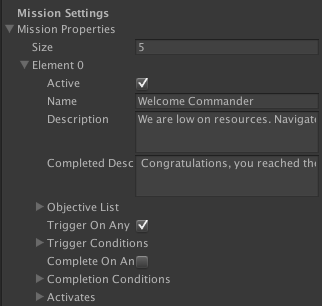 Mission Settings
Mission Properties
Size 5
Element 0
Active
Name Welcome Commander
Description We are low on resources. Navigate
Completed Desc Congratulations, you reached the
Objective List
Trigger On Any
Trigger Conditions
Complete On An
Completion Conditions
Activates